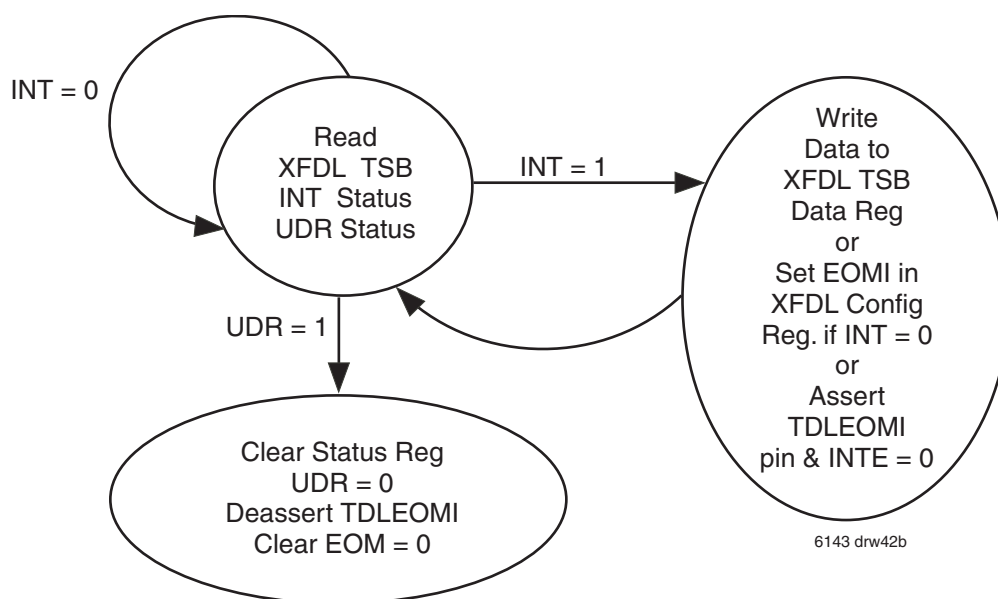 INT = 0
Read
XFDL TSB
INT Status
UDR Status
INT = 1
Write
Data to
XFDL TSB
Data Reg
or
Set EOMI in
XFDL Config
Reg. if INT = 0
or
Assert
TDLEOMI
pin & INTE = 0
UDR = 1
Clear Status Reg
UDR = 0
Deassert TDLEOMI
Clear EOM = 0
6143 drw42b